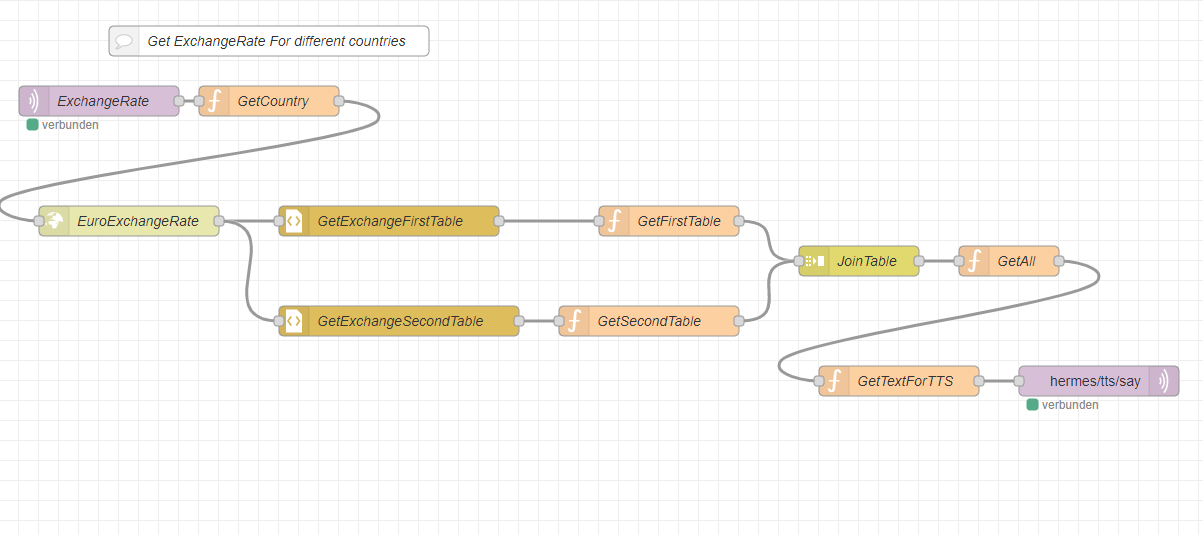 Get ExchangeRate For different countries
ExchangeRate
GetCountry
verbunden
EuroExchangeRate
GetExchangeFirstTable
GetFirstTable
JoinTable
GetAll
GetExchangeSecondTable
GetSecondTable
GetTextForTTS
hermes/tts/say
verbunden